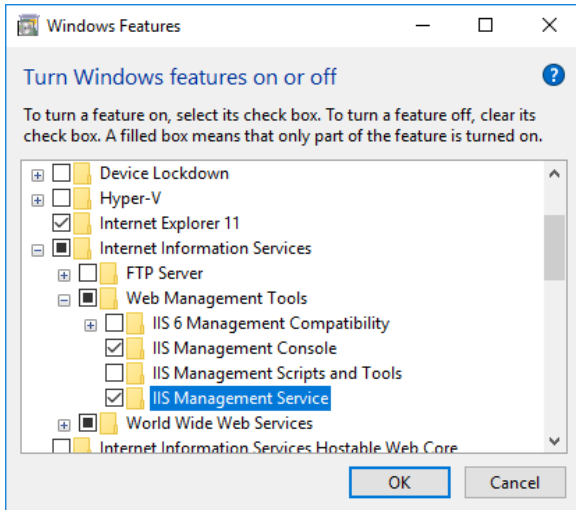 Windows Features
Turn Windows features on or off
To turn a feature on, select its check box. To turn a feature off, clear its
check box. A filled box means that only part of the feature is turned on.
Device Lockdown
Hyper-V
Internet Explorer 11
Internet Information Services
FTP Server
Web Management Tools
IIS 6 Management Compatibility
IIS Management Console
IIS Management Scripts and Tools
IIS Management Service
World Wide Web Services
Internet Information Services Hostable Web Core
OK Cancel